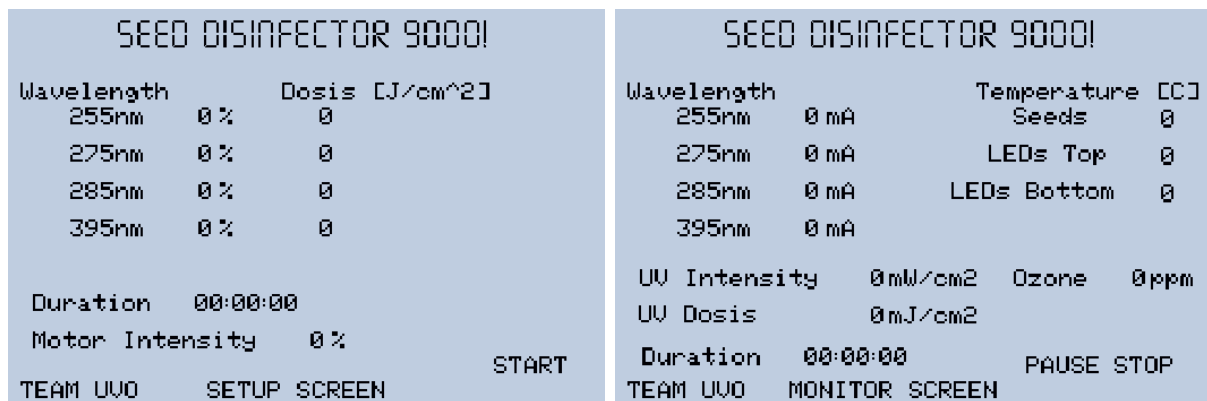 SEED DISINFECTOR 9000!
Wavelength Dosis [J/cm^2]
255nm 0 % 0
275nm 0 % 0
285nm 0 % 0
395nm 0 % 0
Duration 00:00:00
Motor Intensity 0 %
START
TEAM UVO SETUP SCREEN
SEED DISINFECTOR 9000!
Wavelength Temperature [C]
255nm 0 mA Seeds 0
275nm 0 mA LEDs Top 0
285nm 0 mA LEDs Bottom 0
395nm 0 mA
UV Intensity 0mW/cm2 Ozone 0ppm
UV Dosis 0mJ/cm2
Duration 00:00:00 PAUSE STOP
TEAM UVO MONITOR SCREEN